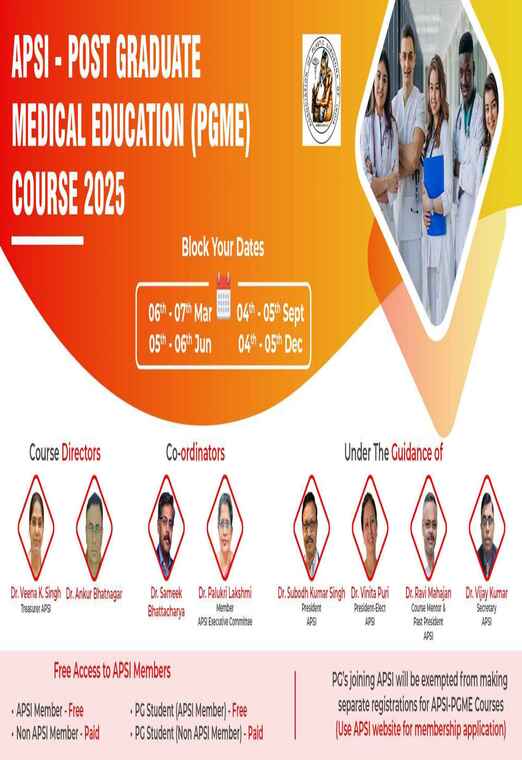 APSI - POST GRADUATE
MEDICAL EDUCATION (PGME)
COURSE 2025
Block Your Dates
06th - 07th Mar 04th - 05th Sept
05th - 06th Jun 04th - 05th Dec
Course Directors
Co-ordinators
Under The Guidance of
Dr. Veena K. Singh
Treasurer APSI
Dr. Ankur Bhatnagar
Dr. Sameek
Bhattacharya
Dr. Palukri Lakshmi
Member
APSI Executive Committee
Dr. Subodh Kumar Singh
President
APSI
Dr. Vinita Puri
President-Elect
APSI
Dr. Ravi Mahajan
Course Mentor &
Past President
APSI
Dr. Vijay Kumar
Secretary
APSI
Free Access to APSI Members
• APSI Member - Free
• Non APSI Member - Paid
• PG Student (APSI Member) - Free
• PG Student (Non APSI Member) - Paid
PG's joining APSI will be exempted from making
separate registrations for APSI-PGME Courses
(Use APSI website for membership application)